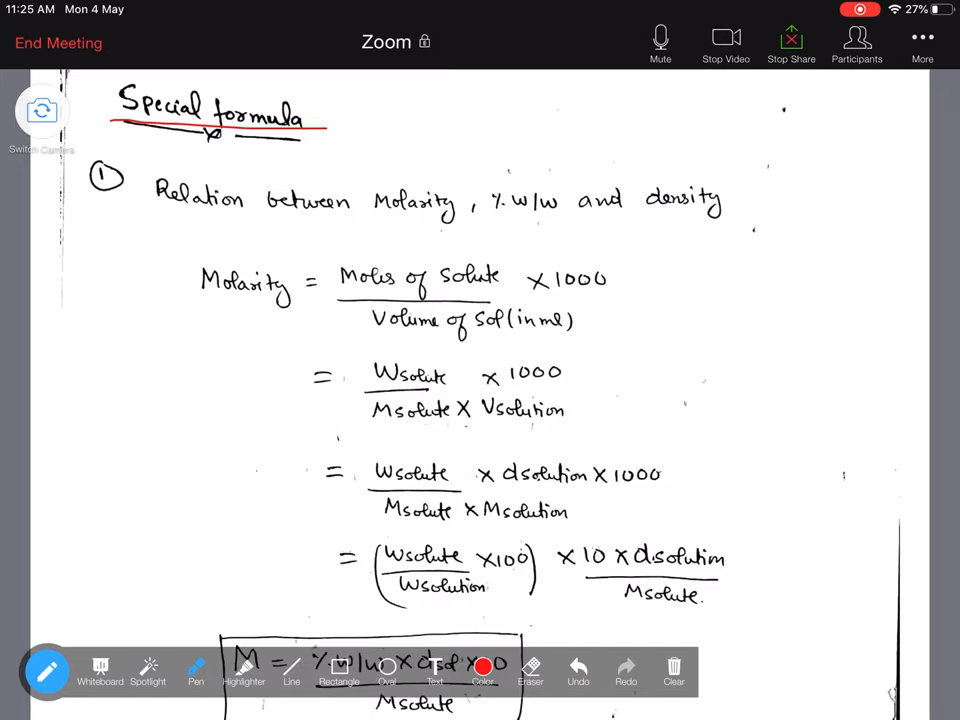 11:25 AM Mon 4 May
27%
End Meeting
Zoom
Mute
Stop Video
Stop Share
Participants
More
Switch Camera
Special formula
① Relation between Molarity, % w/w and density
Molarity = Moles of Solute × 1000
Volume of Sol (in ml)
= Wsolute × 1000
Msolute × Vsolution
= Wsolute × dsolution × 1000
Msolute × Msolution
= (Wsolute × 100) × 10 × dsolution
Wsolution
Msolute.
M = % w/w × dsol × 10
Msolute
Whiteboard
Spotlight
Pen
Highlighter
Line
Rectangle
Oval
Text
Color
Eraser
Undo
Redo
Clear